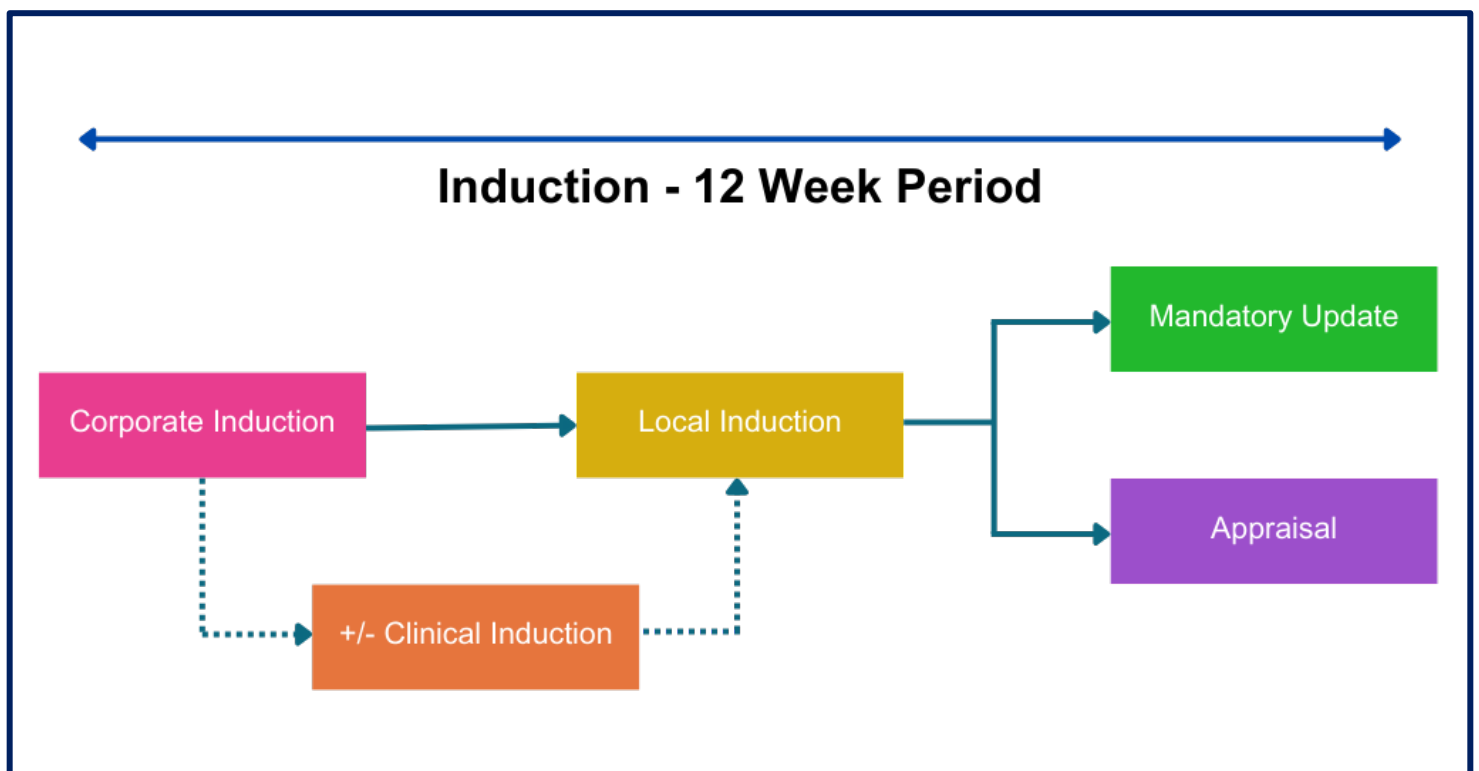 Induction - 12 Week Period
Mandatory Update
Corporate Induction
Local Induction
Appraisal
+/- Clinical Induction